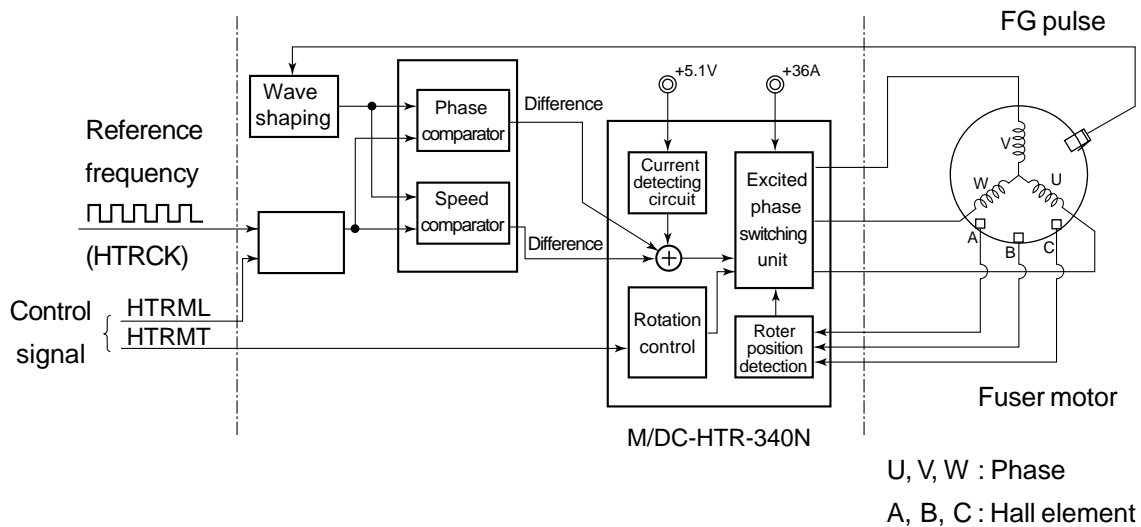 FG pulse
+5.1V
+36A
Wave
shaping
Phase
comparator
Difference
Reference
frequency
(HTRCK)
Speed
comparator
Difference
Current
detecting
circuit
Excited
phase
switching
unit
V
W
U
A
B
C
Control
signal
HTRML
HTRMT
Rotation
control
Roter
position
detection
Fuser motor
M/DC-HTR-340N
U, V, W : Phase
A, B, C : Hall element